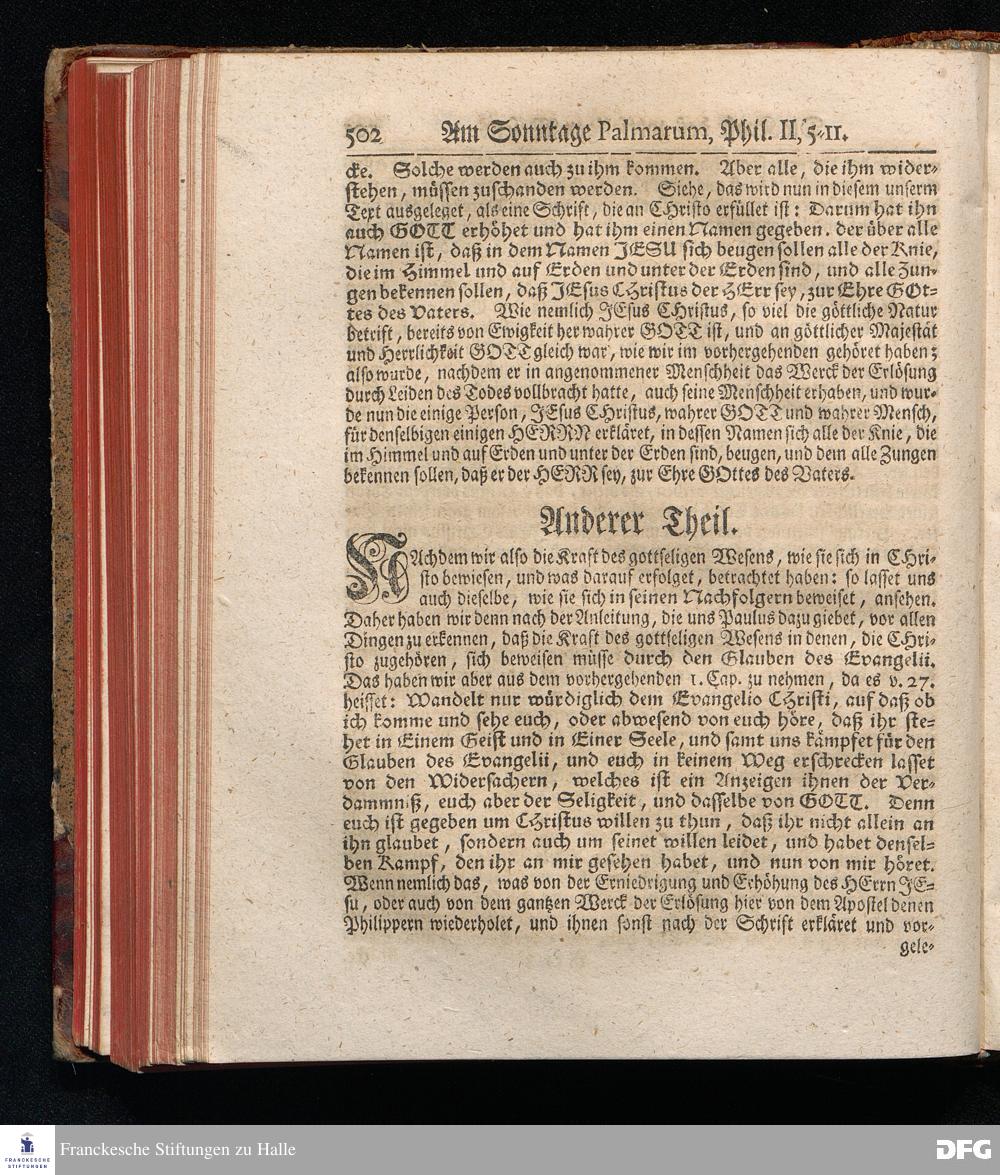 502 Am Sonntage Palmarum, Phil. II, 5-11.
cke. Solche werden auch zu ihm kommen. Aber alle, die ihm wider-
stehen, müssen zuschanden werden. Siehe, das wird nun in diesem unserm
Text ausgeleget, als eine Schrift, die an CHristo erfüllet ist: Darum hat ihn
auch GOTT erhöhet und hat ihm einen Namen gegeben. der über alle
Namen ist, daß in dem Namen JESU sich beugen sollen alle der Knie,
die im Himmel und auf Erden und unter der Erden sind, und alle Zun-
gen bekennen sollen, daß JEsus CHristus der HErr sey, zur Ehre GOt-
tes des Vaters. Wie nemlich JEsus CHristus, so viel die göttliche Natur
betrift, bereits von Ewigkeit her wahrer GOTT ist, und an göttlicher Majestät
und Herrlichkeit GOTT gleich war, wie wir im vorhergehenden gehöret haben;
also wurde, nachdem er in angenommener Menschheit das Werck der Erlösung
durch Leiden des Todes vollbracht hatte, auch seine Menschheit erhaben, und wur-
de nun die einige Person, JEsus CHristus, wahrer GOTT und wahrer Mensch,
für denselbigen einigen HERRN erkläret, in dessen Namen sich alle der Knie, die
im Himmel und auf Erden und unter der Erden sind, beugen, und dem alle Zungen
bekennen sollen, daß er der HERR sey, zur Ehre GOttes des Vaters.
Anderer Theil.
NAchdem wir also die Kraft des gottseligen Wesens, wie sie sich in CHri-
sto bewiesen, und was darauf erfolget, betrachtet haben: so lasset uns
auch dieselbe, wie sie sich in seinen Nachfolgern beweiset, ansehen.
Daher haben wir denn nach der Anleitung, die uns Paulus dazu giebet, vor allen
Dingen zu erkennen, daß die Kraft des gottseligen Wesens in denen, die CHri-
sto zugehören, sich beweisen müsse durch den Glauben des Evangelii.
Das haben wir aber aus dem vorhergehenden 1. Cap. zu nehmen, da es v. 27.
heisset: Wandelt nur würdiglich dem Evangelio CHristi, auf daß ob
ich komme und sehe euch, oder abwesend von euch höre, daß ihr ste-
het in Einem Geist und in Einer Seele, und samt uns kämpfet für den
Glauben des Evangelii, und euch in keinem Weg erschrecken lasset
von den Widersachern, welches ist ein Anzeigen ihnen der Ver-
dammniß, euch aber der Seligkeit, und dasselbe von GOTT. Denn
euch ist gegeben um CHristus willen zu thun, daß ihr nicht allein an
ihn glaubet, sondern auch um seinet willen leidet, und habet densel-
ben Kampf, den ihr an mir gesehen habet, und nun von mir höret.
Wenn nemlich das, was von der Erniedrigung und Erhöhung des HErrn JE-
su, oder auch von dem gantzen Werck der Erlösung hier von dem Apostel denen
Philippern wiederholet, und ihnen sonst nach der Schrift erkläret und vor-
gele-
FRANCKESCHE
STIFTUNGEN
Franckesche Stiftungen zu Halle
DFG